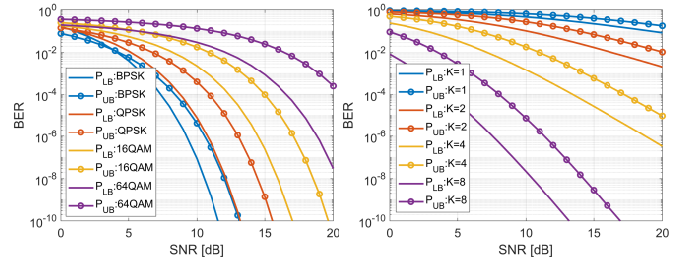 10^0
10^-2
10^-4
10^-6
10^-8
10^-10
BER
P_LB:BPSK
P_UB:BPSK
P_LB:QPSK
P_UB:QPSK
P_LB:16QAM
P_UB:16QAM
P_LB:64QAM
P_UB:64QAM
0 5 10 15 20
SNR [dB]
10^0
10^-2
10^-4
10^-6
10^-8
10^-10
BER
P_LB:K=1
P_UB:K=1
P_LB:K=2
P_UB:K=2
P_LB:K=4
P_UB:K=4
P_LB:K=8
P_UB:K=8
0 5 10 15 20
SNR [dB]